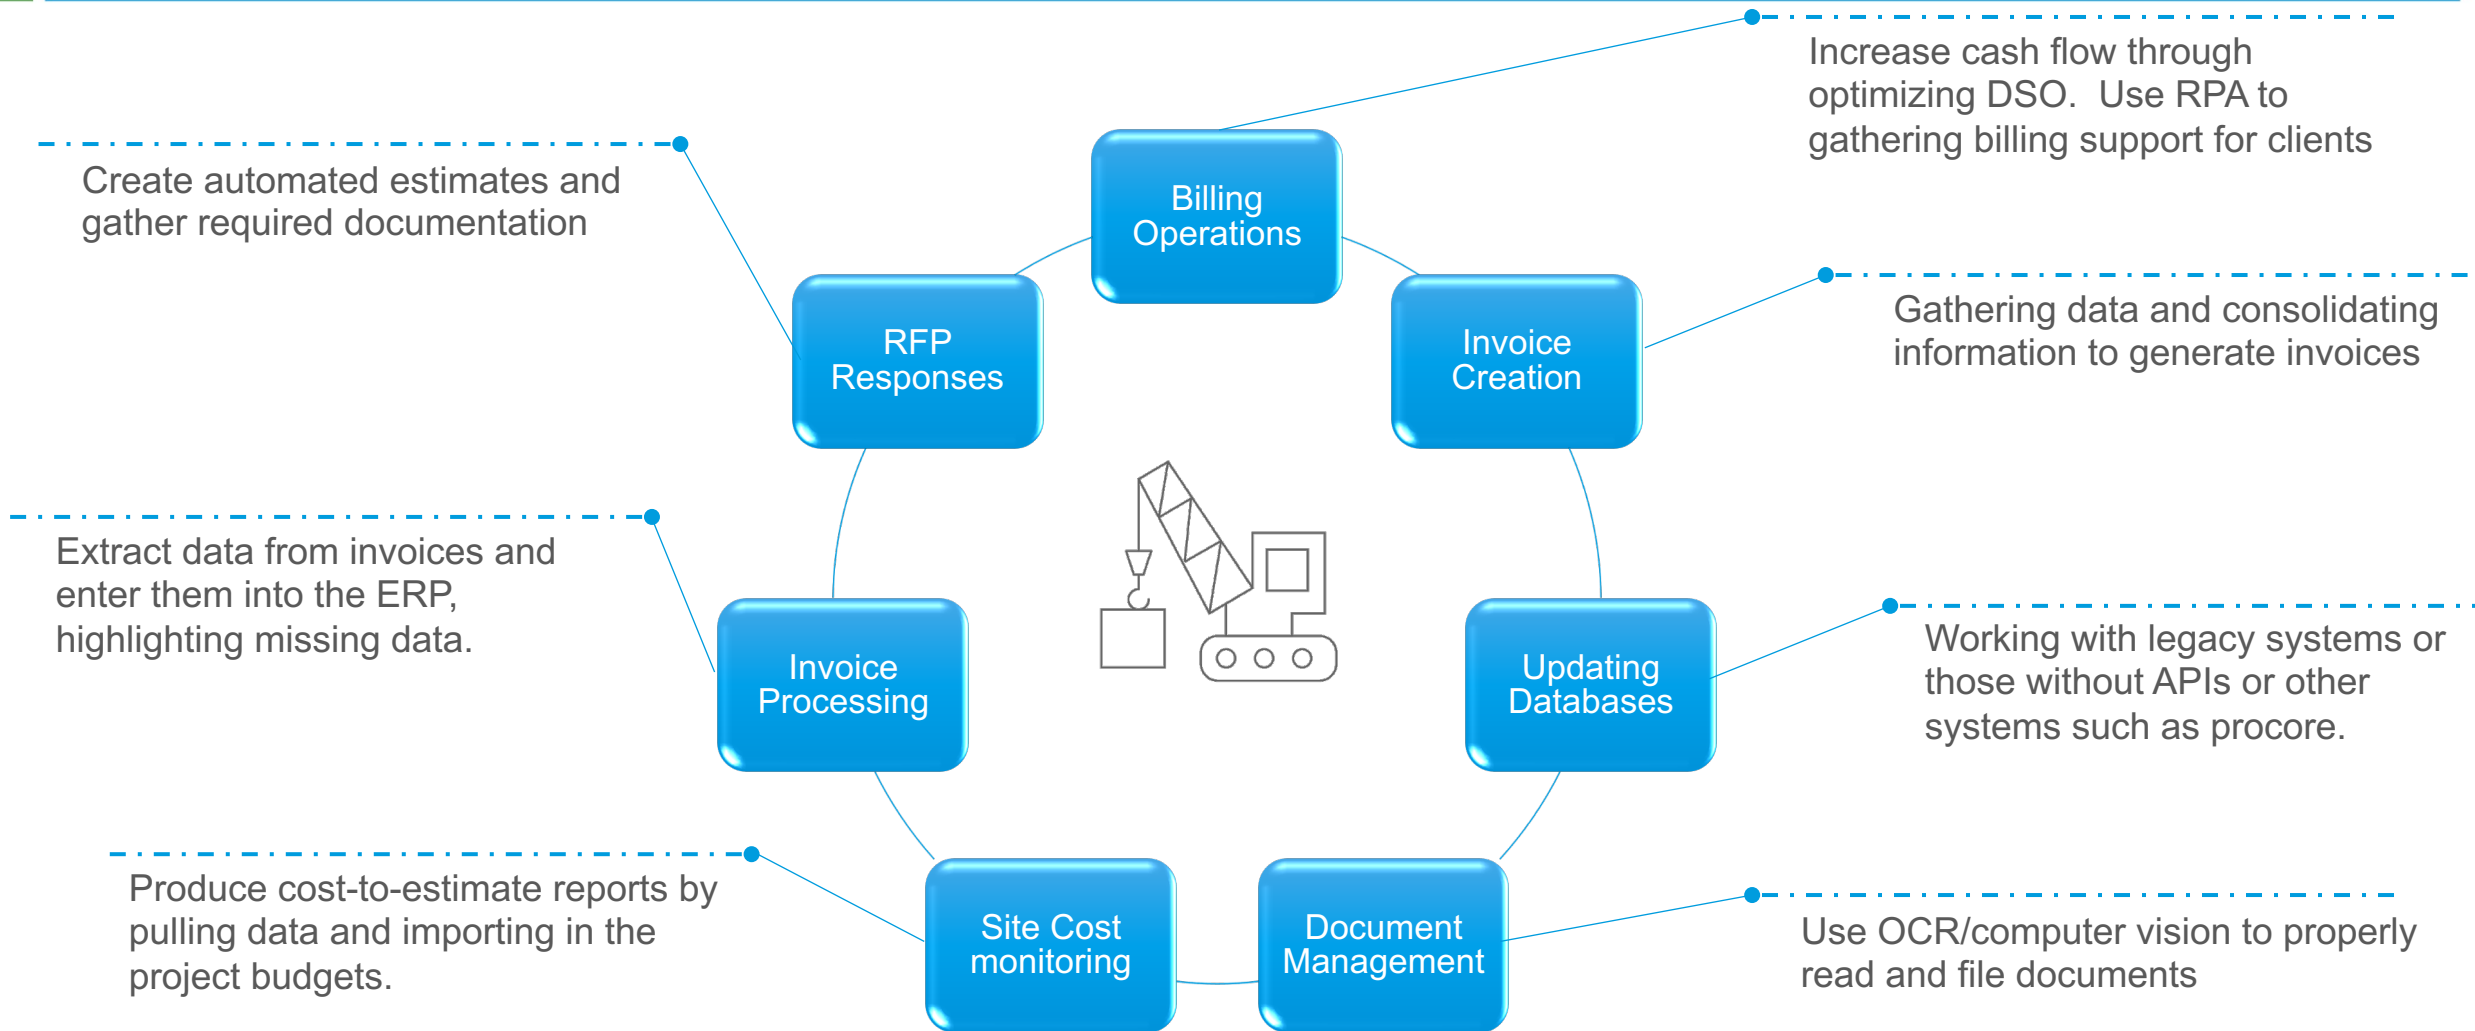 Increase cash flow through
optimizing DSO.  Use RPA to
gathering billing support for clients
Create automated estimates and
gather required documentation
Billing
Operations
RFP
Responses
Invoice
Creation
Gathering data and consolidating
information to generate invoices
Extract data from invoices and
enter them into the ERP,
highlighting missing data.
Invoice
Processing
Updating
Databases
Working with legacy systems or
those without APIs or other
systems such as procore.
Produce cost-to-estimate reports by
pulling data and importing in the
project budgets.
Site Cost
monitoring
Document
Management
Use OCR/computer vision to properly
read and file documents